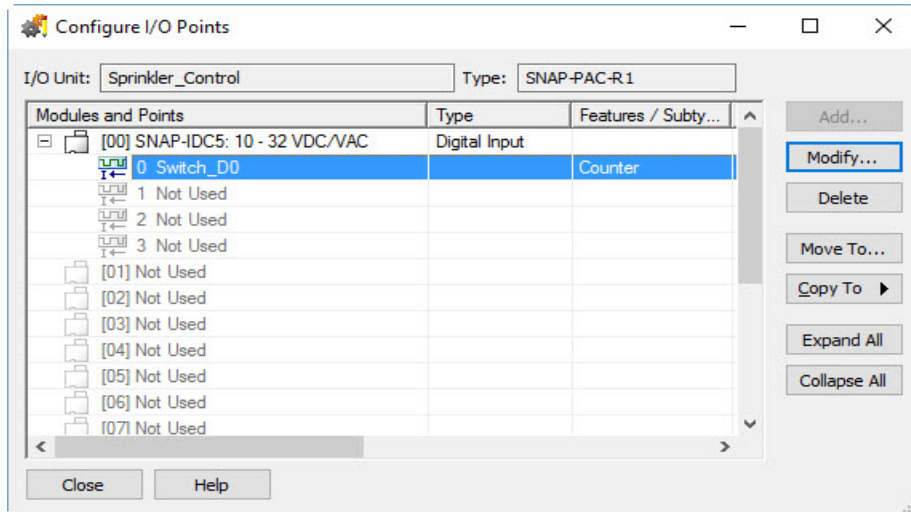 Configure I/O Points
I/O Unit: Sprinkler_Control Type: SNAP-PAC-R1
Modules and Points Type Features / Subty...
[00] SNAP-IDC5: 10 - 32 VDC/VAC Digital Input
0 Switch_D0 Counter
1 Not Used
2 Not Used
3 Not Used
[01] Not Used
[02] Not Used
[03] Not Used
[04] Not Used
[05] Not Used
[06] Not Used
[07] Not Used
Add...
Modify...
Delete
Move To...
Copy To
Expand All
Collapse All
Close Help